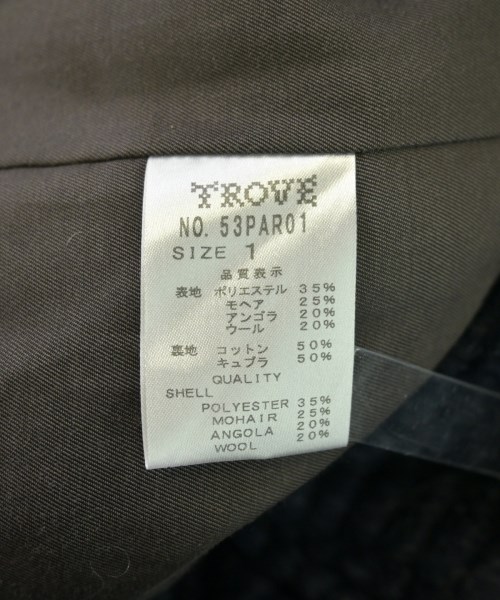 TROVE
NO. 53PAR01
SIZE 1
品質表示
表地 ポリエステル 35%
モヘア 25%
アンゴラ 20%
ウール 20%
裏地 コットン 50%
キュプラ 50%
QUALITY
SHELL
POLYESTER 35%
MOHAIR 25%
ANGOLA 20%
WOOL 20%